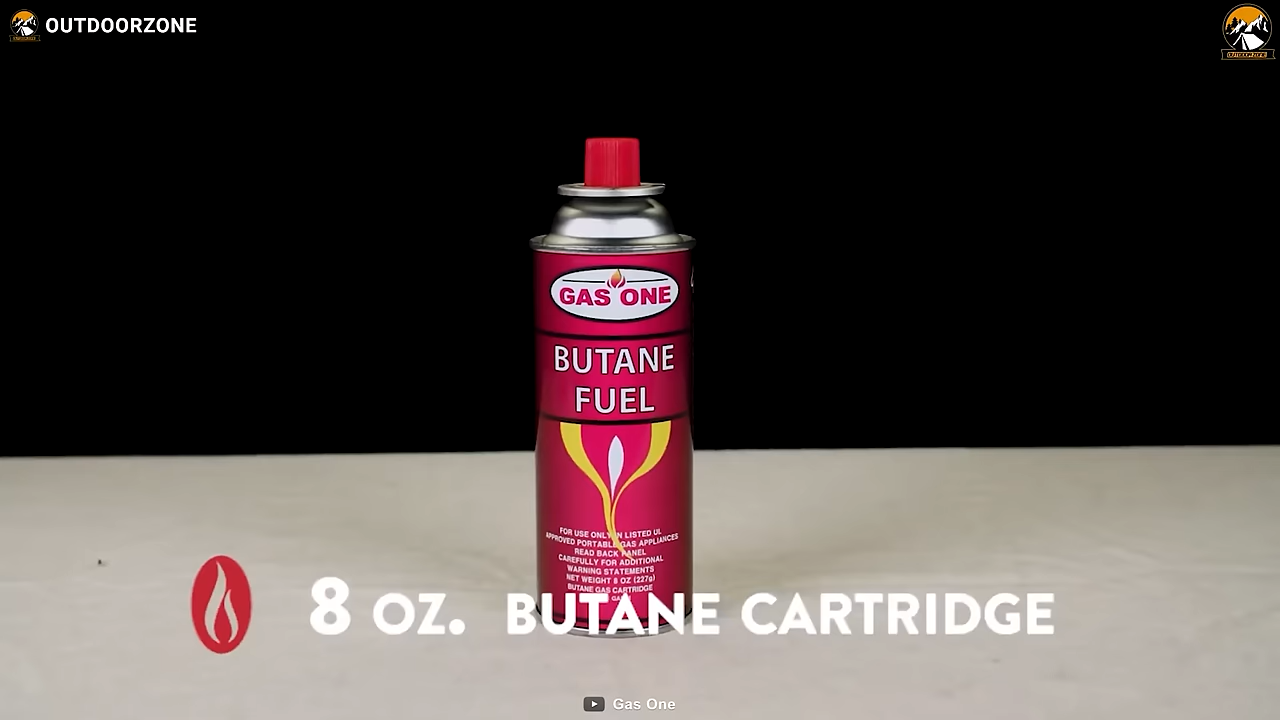 OUTDOORZONE
OUTDOORZONE
GAS ONE
BUTANE
FUEL
FOR USE ONLY IN LISTED UL
APPROVED PORTABLE GAS APPLIANCES
READ BACK PANEL
CAREFULLY FOR ADDITIONAL
WARNING STATEMENTS
NET WEIGHT 8 OZ (227g)
BUTANE GAS CARTRIDGE
8 OZ. BUTANE CARTRIDGE
Gas One